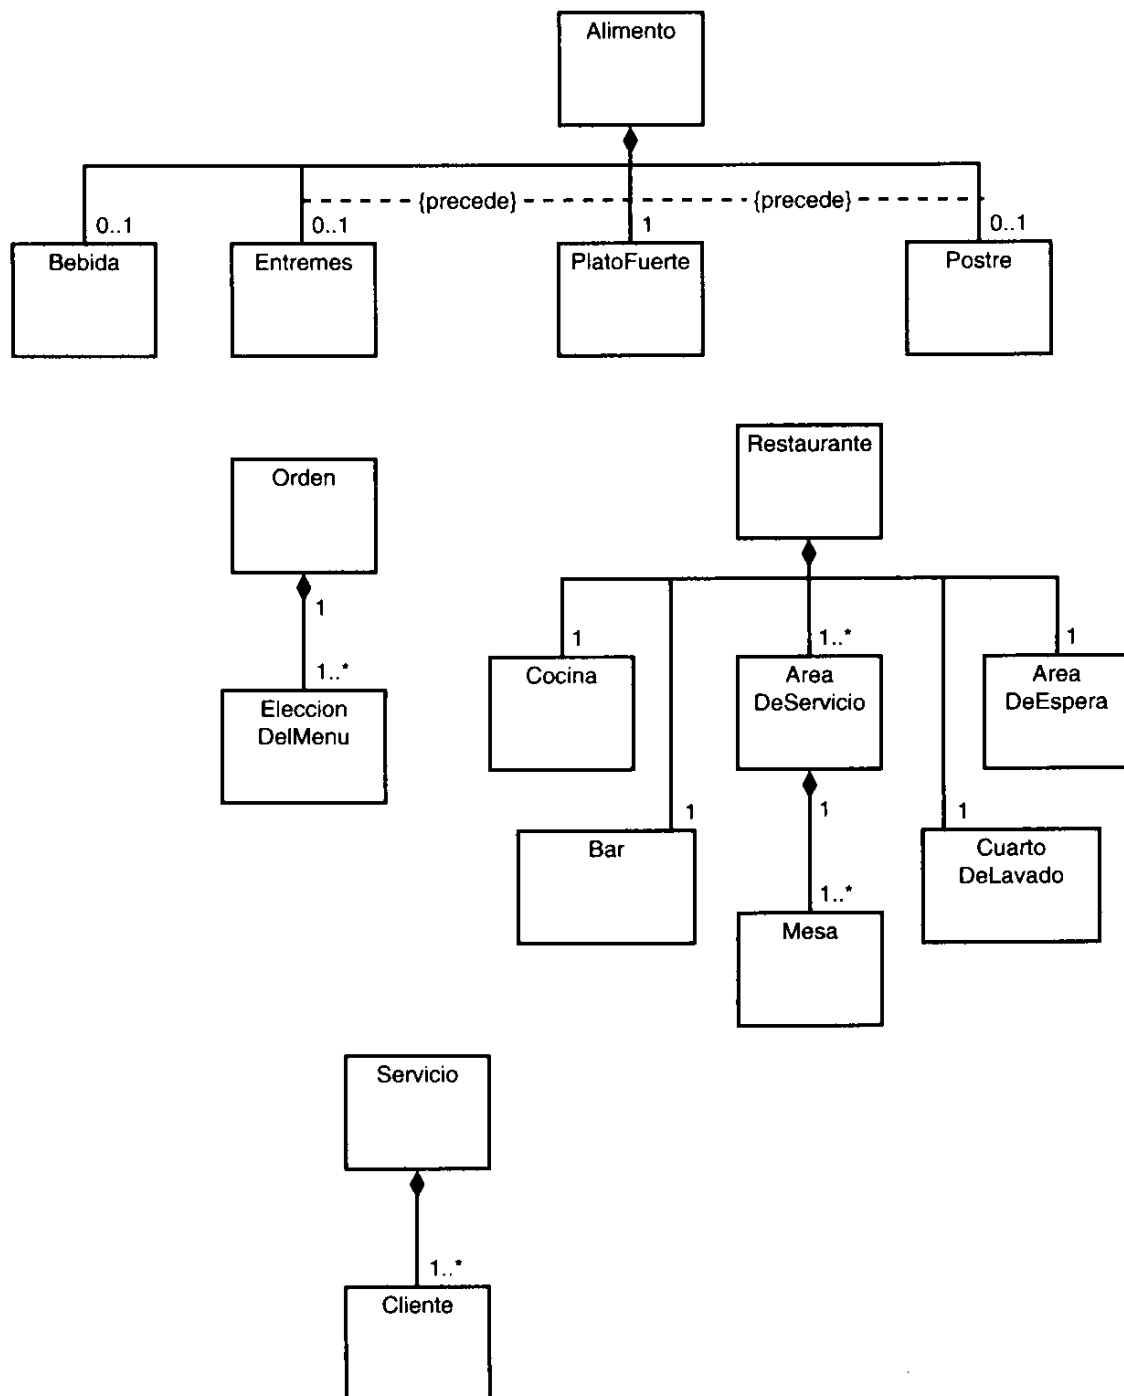 Alimento
{precede}
{precede}
0..1
0..1
1
0..1
Bebida
Entremes
PlatoFuerte
Postre
Restaurante
Orden
1
1
1..*
1
1..*
Cocina
Area
DeServicio
Area
DeEspera
Eleccion
DelMenu
1
1
1
Bar
Cuarto
DeLavado
1..*
Mesa
Servicio
1..*
Cliente